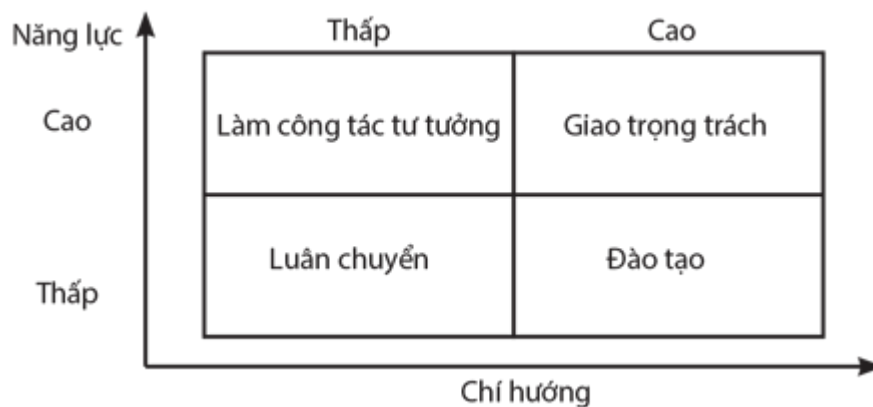 Năng lực
Thấp
Cao
Cao
Làm công tác tư tưởng
Giao trọng trách
Thấp
Luân chuyển
Đào tạo
Chí hướng